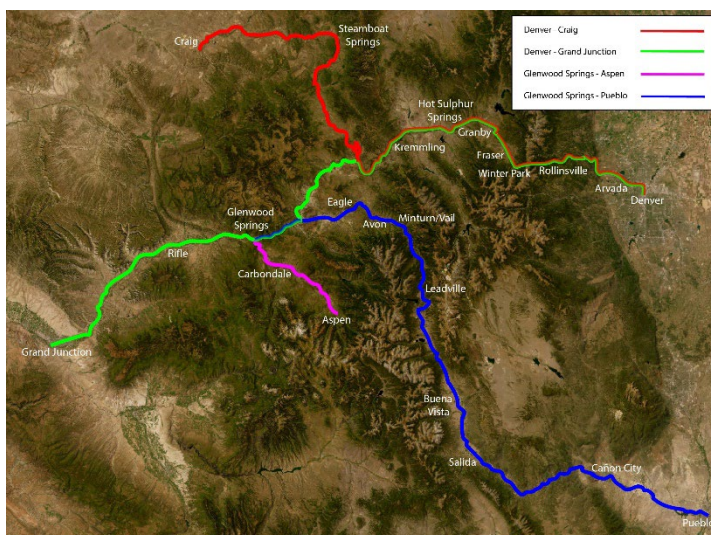 Denver - Craig
Denver - Grand Junction
Glenwood Springs - Aspen
Glenwood Springs - Pueblo
Steamboat
Springs
Craig
Hot Sulphur
Springs
Granby
Kremmling
Fraser
Winter Park
Rollinsville
Arvada
Denver
Glenwood
Springs
Eagle
Avon
Minturn/Vail
Rifle
Carbondale
Leadville
Aspen
Grand Junction
Buena
Vista
Salida
Cañon City
Pueblo